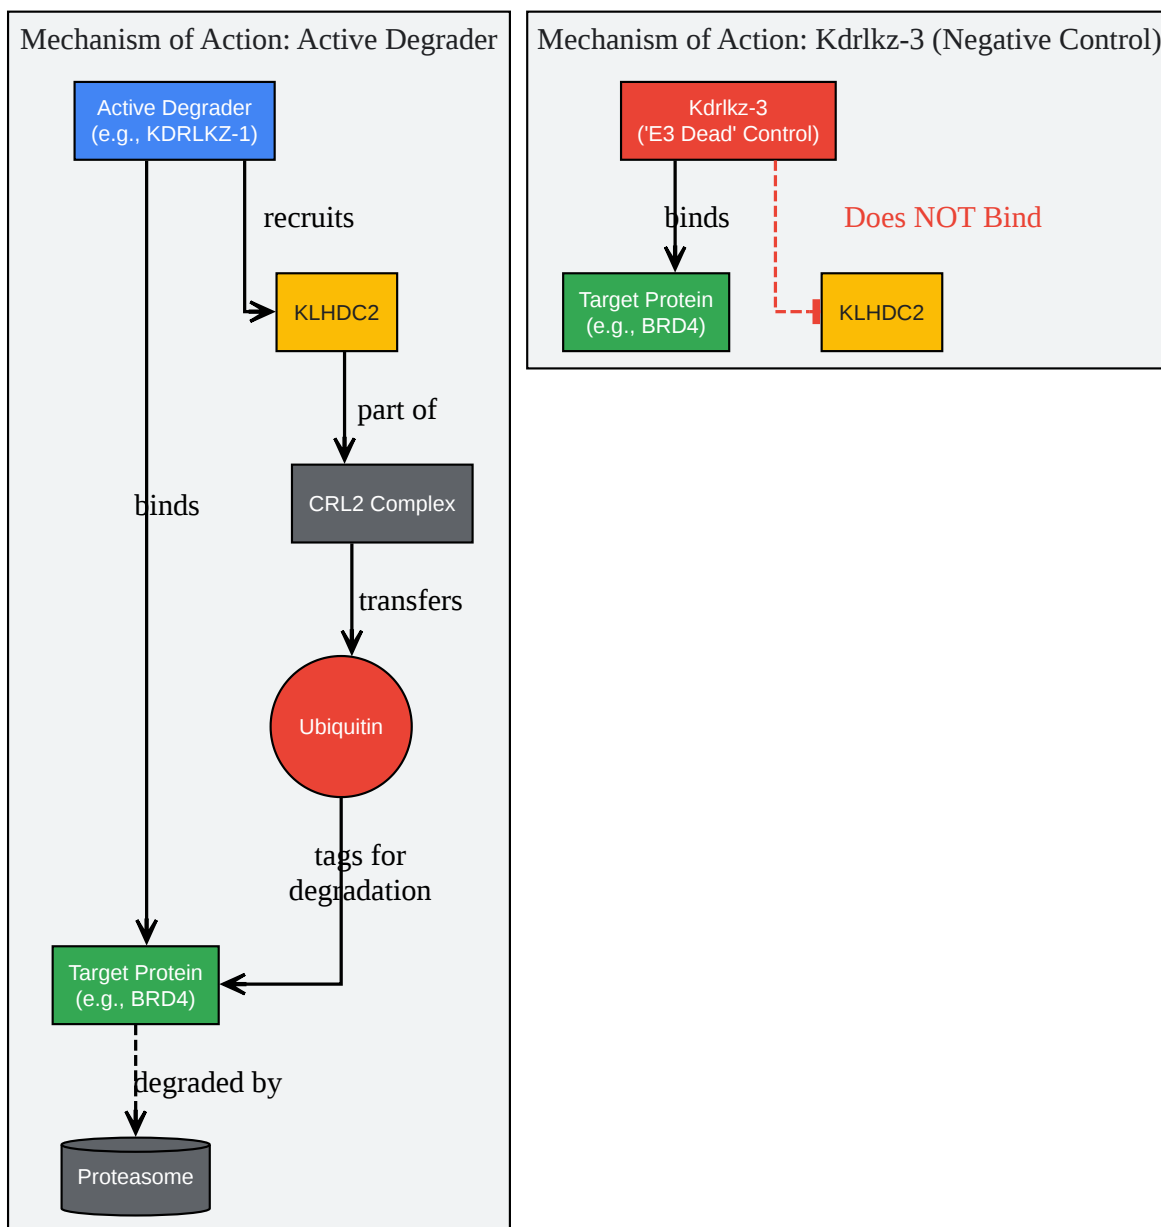 Mechanism of Action: Active Degrader
Active Degrader
(e.g., KDRLKZ-1)
recruits
KLHDC2
part of
binds
CRL2 Complex
transfers
Ubiquitin
tags for
degradation
Target Protein
(e.g., BRD4)
degraded by
Proteasome
Mechanism of Action: Kdrlkz-3 (Negative Control)
Kdrlkz-3
('E3 Dead' Control)
binds
Does NOT Bind
Target Protein
(e.g., BRD4)
KLHDC2